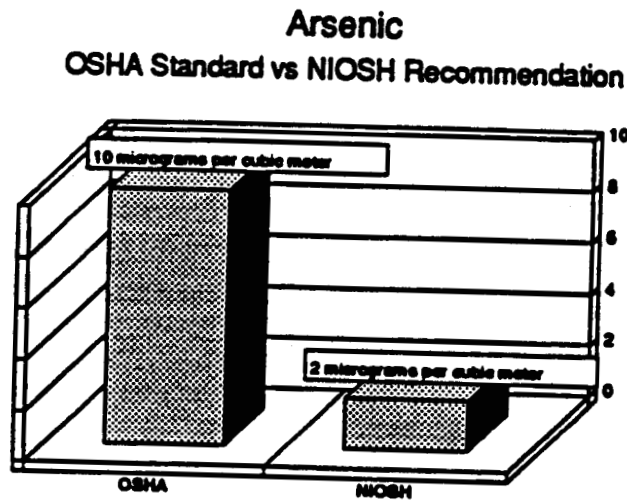 Arsenic
OSHA Standard vs NIOSH Recommendation
10 micrograms per cubic meter
2 micrograms per cubic meter
10
8
6
4
2
0
OSHA
NIOSH